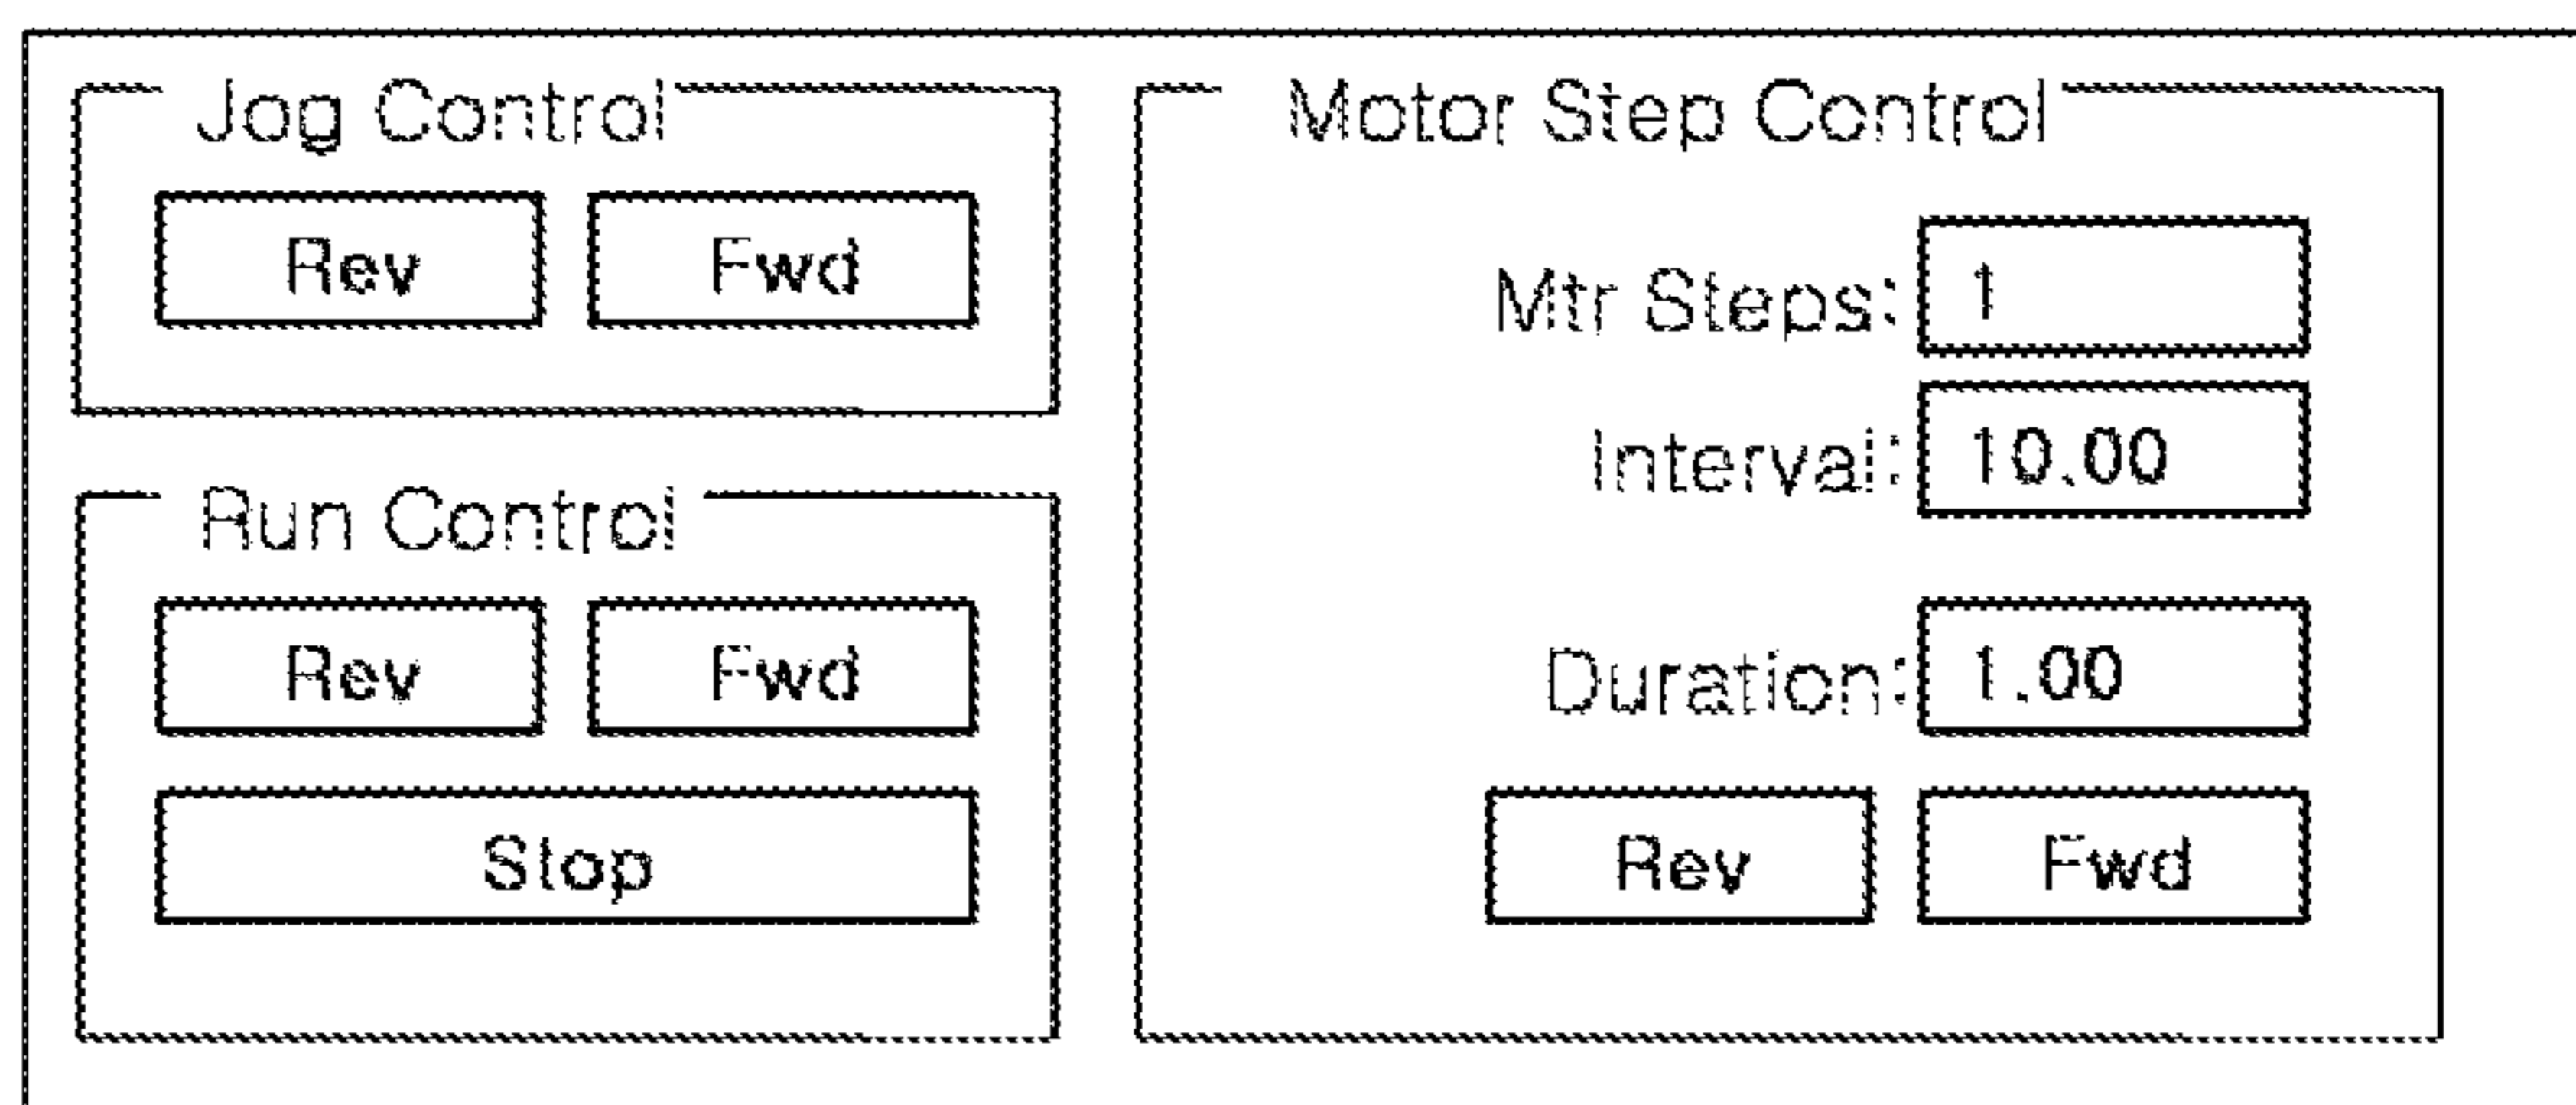 Jog Control
Rev Fwd
Run Control
Rev Fwd
Stop
Motor Step Control
Mtr Steps: 1
Interval: 10.00
Duration: 1.00
Rev Fwd